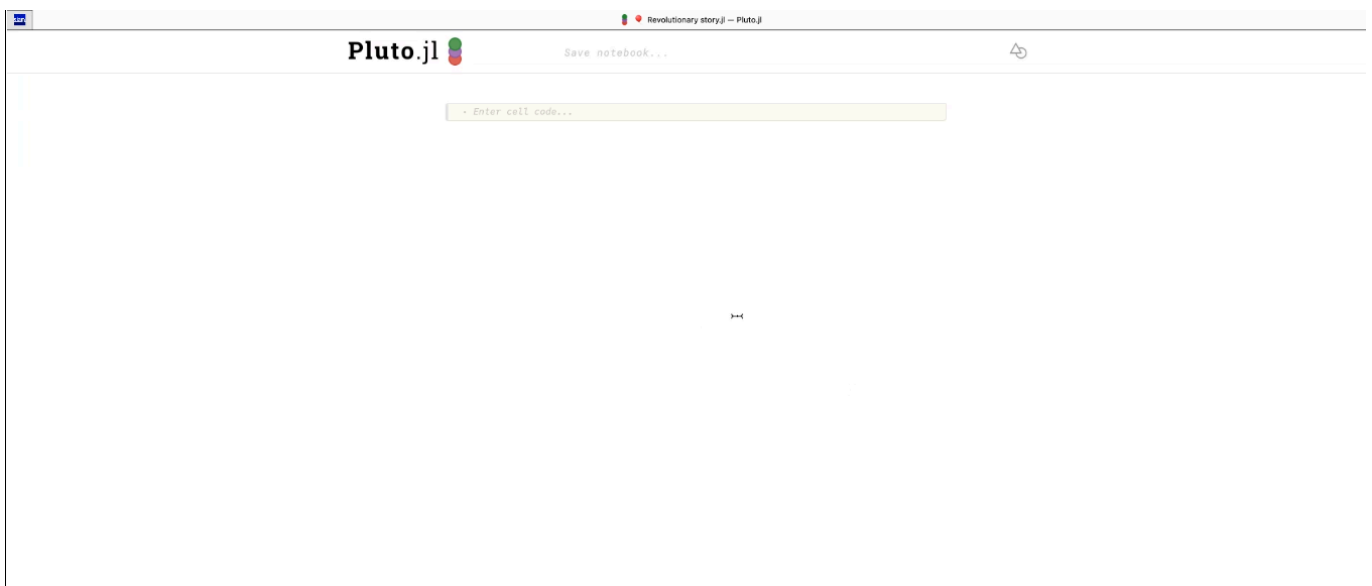 Revolutionary story.jl — Pluto.jl
Pluto.jl
Save notebook...
Enter cell code...